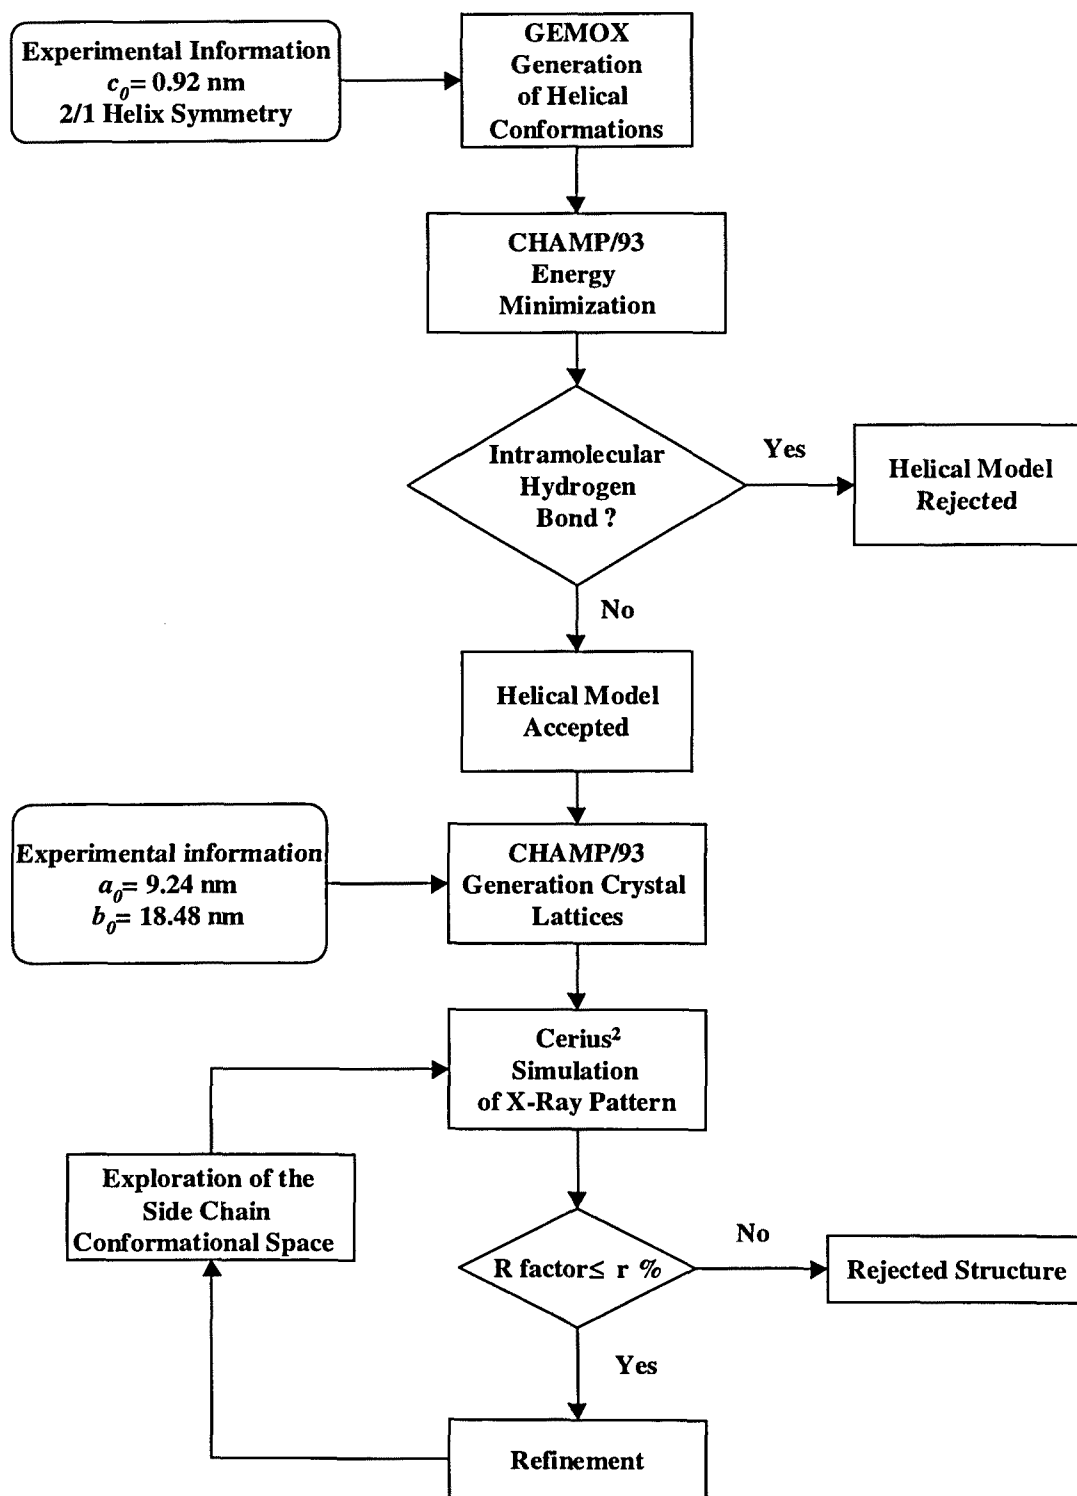 Experimental Information
c₀= 0.92 nm
2/1 Helix Symmetry
GEMOX
Generation
of Helical
Conformations
CHAMP/93
Energy
Minimization
Intramolecular
Hydrogen
Bond ?
Yes
Helical Model
Rejected
No
Helical Model
Accepted
Experimental information
a₀= 9.24 nm
b₀= 18.48 nm
CHAMP/93
Generation Crystal
Lattices
Cerius²
Simulation
of X-Ray Pattern
Exploration of the
Side Chain
Conformational Space
R factor≤ r %
No
Rejected Structure
Yes
Refinement